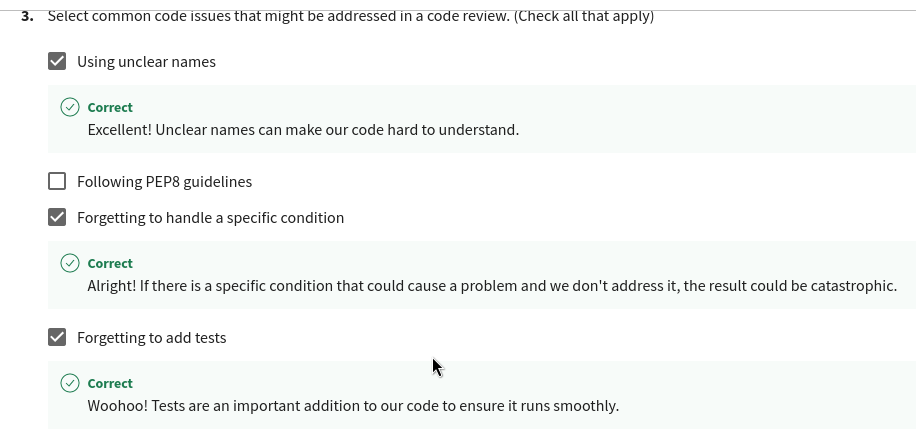 3. Select common code issues that might be addressed in a code review. (Check all that apply)
Using unclear names
Correct
Excellent! Unclear names can make our code hard to understand.
Following PEP8 guidelines
Forgetting to handle a specific condition
Correct
Alright! If there is a specific condition that could cause a problem and we don't address it, the result could be catastrophic.
Forgetting to add tests
Correct
Woohoo! Tests are an important addition to our code to ensure it runs smoothly.